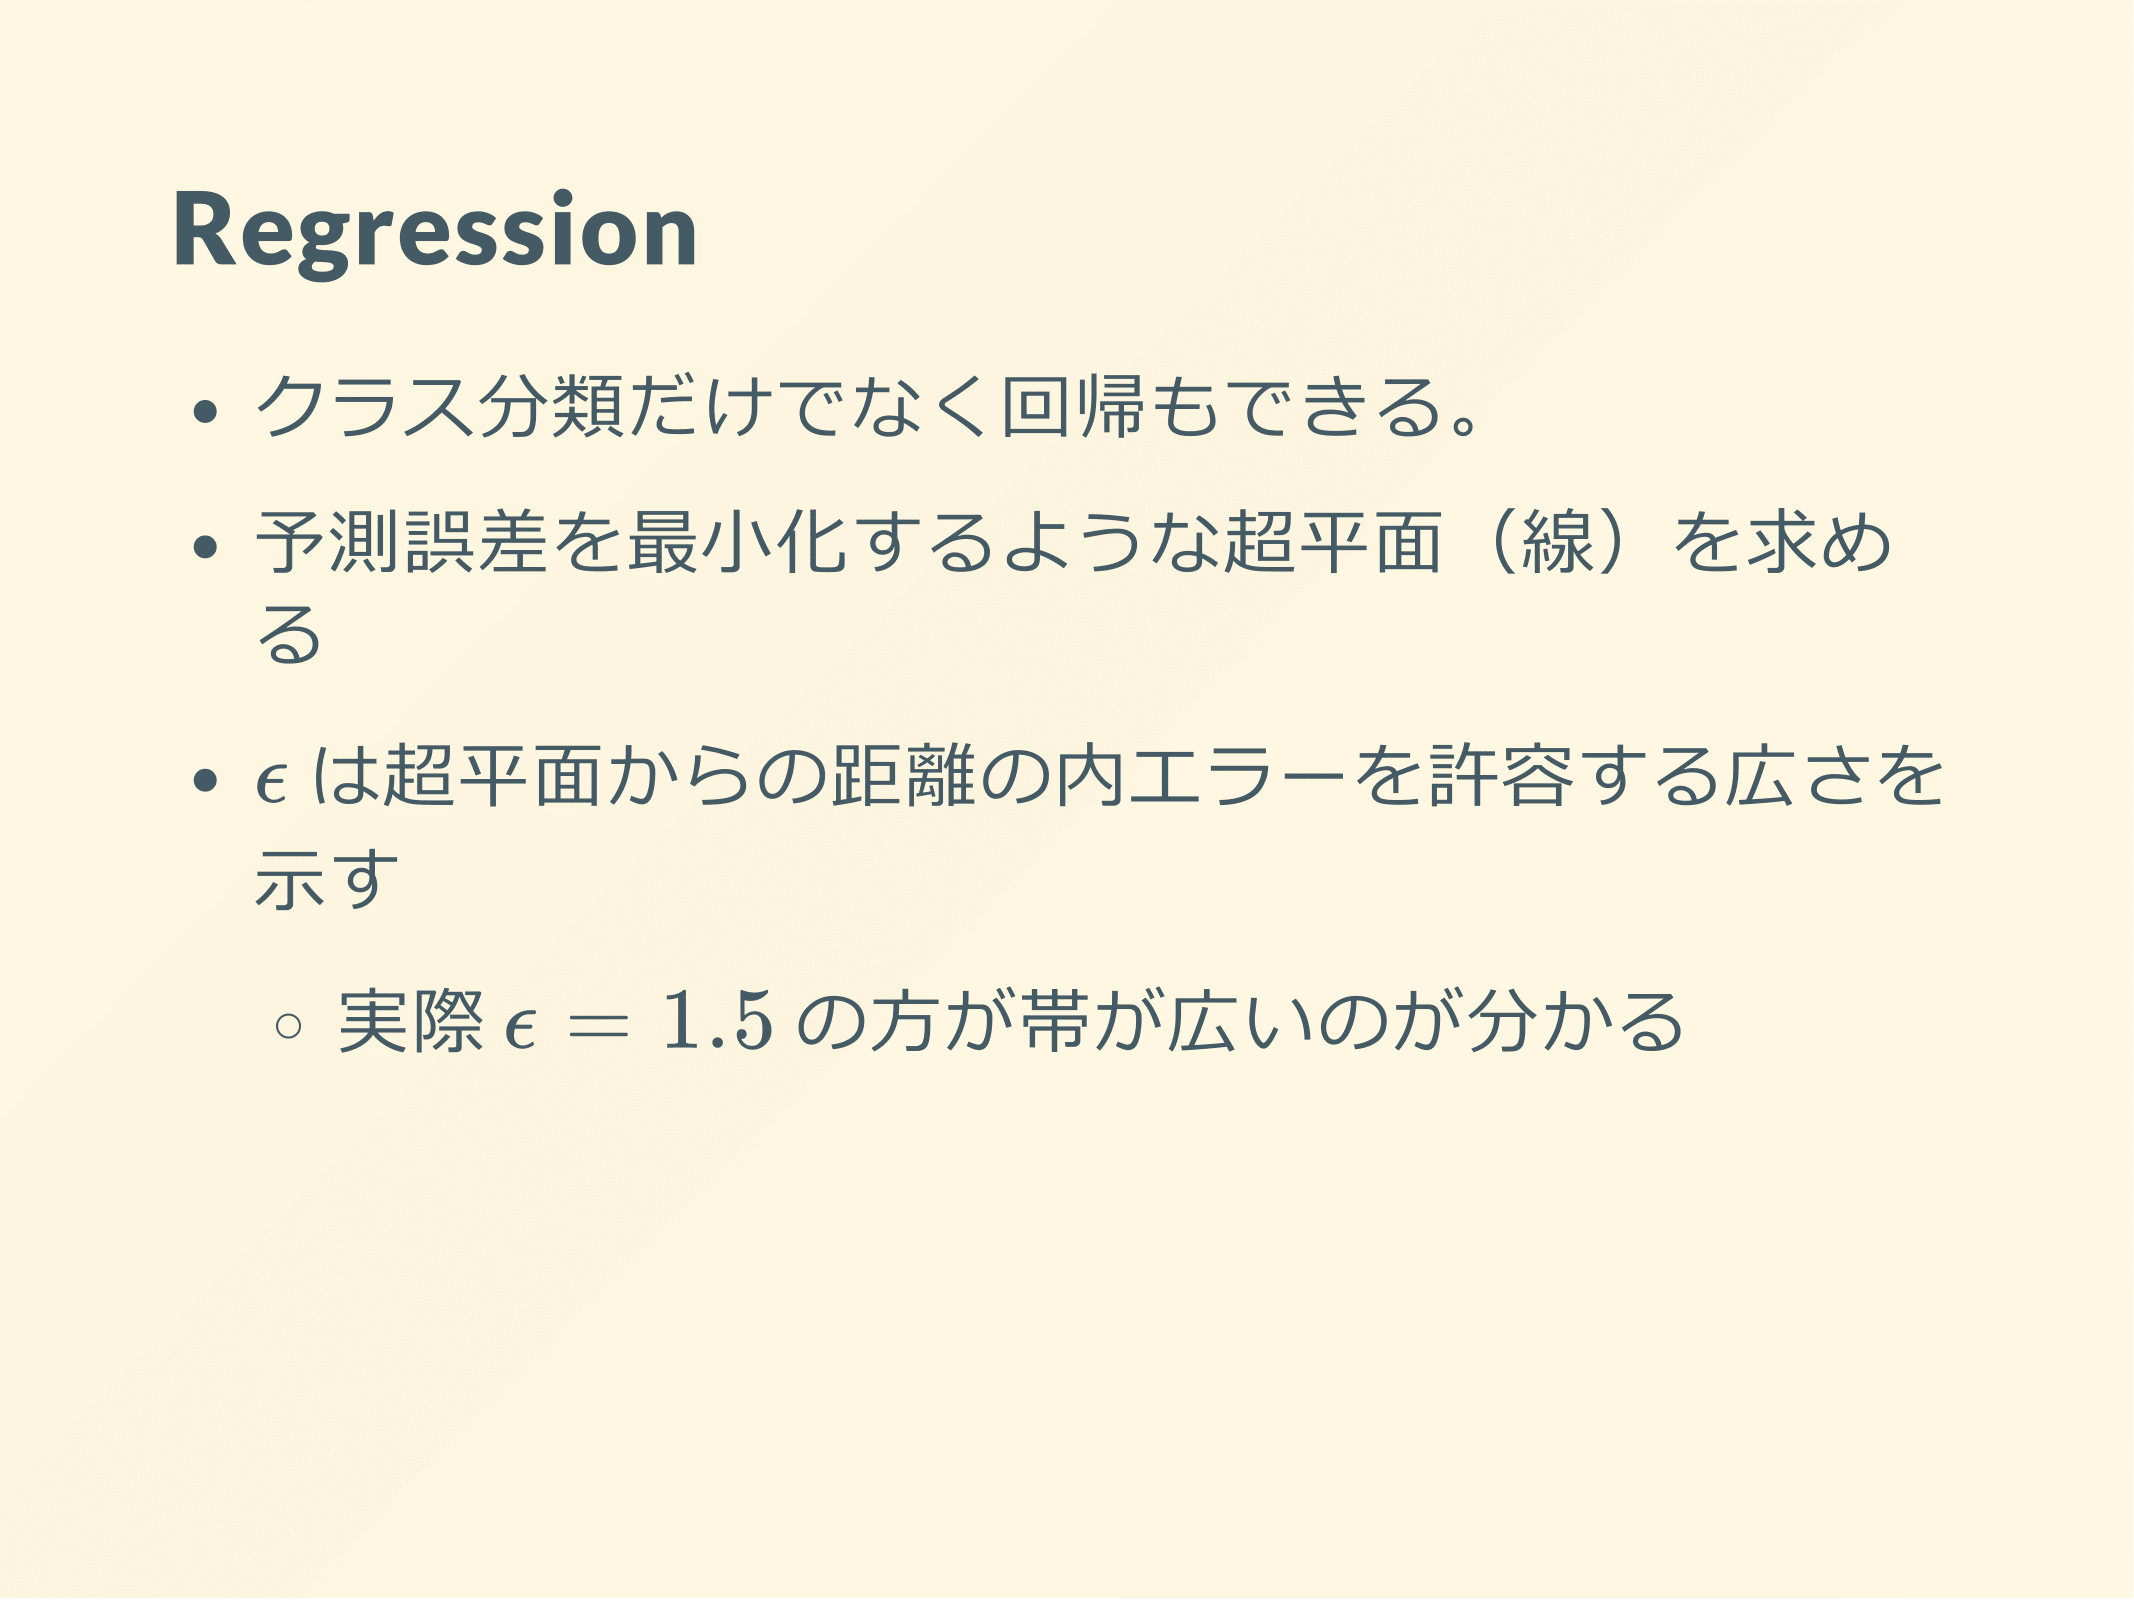 Regression
• クラス分類だけでなく回帰もできる。
• 予測誤差を最小化するような超平面（線）を求め
る
• ϵ は超平面からの距離の内エラーを許容する広さを
示す
◦ 実際 ϵ = 1.5 の方が帯が広いのが分かる